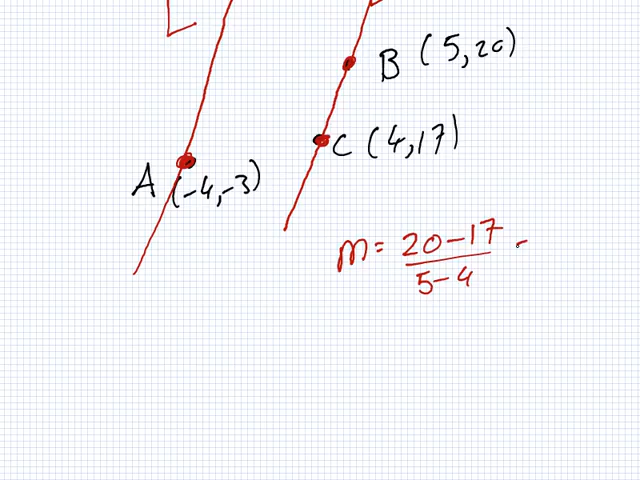 B (5,20)
C (4,17)
A (-4,-3)
m = 20-17 -
5-4